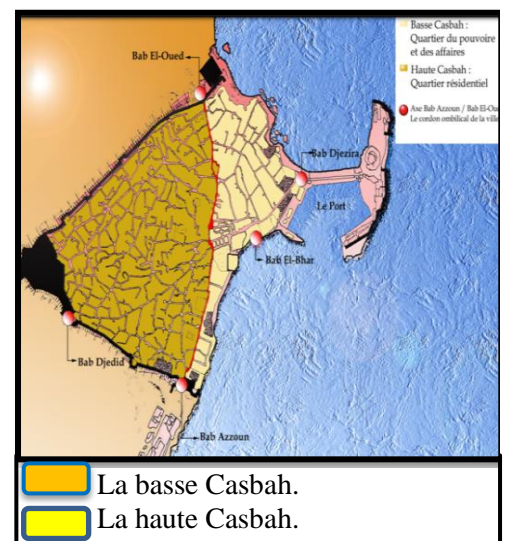 Basse Casbah :
Quartier du pouvoire
et des affaires
Haute Casbah :
Quartier résidentiel
Ase Bab Azzoun / Bab El-Oue
Le cordon ombilical de la ville
Bab El-Oued
Bab Djezira
Le Port
Bab El-Bhar
Bab Djedid
Bab Azzoun
La basse Casbah.
La haute Casbah.